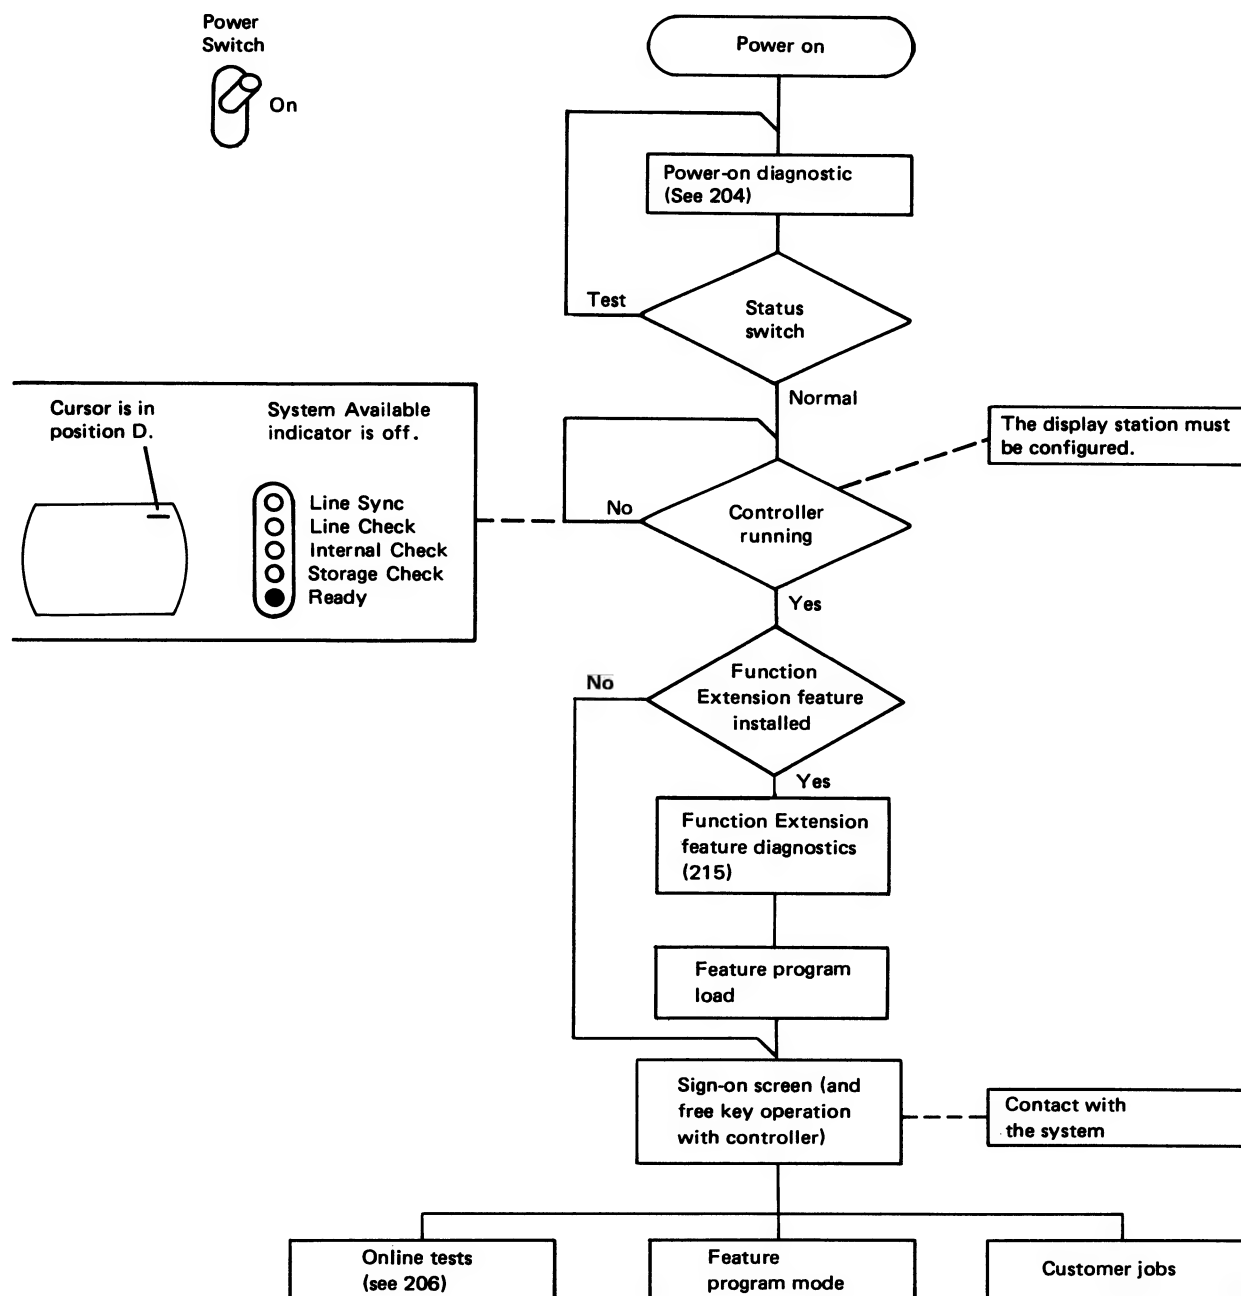 Power
Switch
On
Power on
Power-on diagnostic
(See 204)
Test
Status
switch
Normal
Cursor is in
position D.
System Available
indicator is off.
Line Sync
Line Check
Internal Check
Storage Check
Ready
The display station must
be configured.
No
Controller
running
Yes
No
Function
Extension feature
installed
Yes
Function Extension
feature diagnostics
(215)
Feature program
load
Sign-on screen (and
free key operation
with controller)
Contact with
the system
Online tests
(see 206)
Feature
program mode
Customer jobs